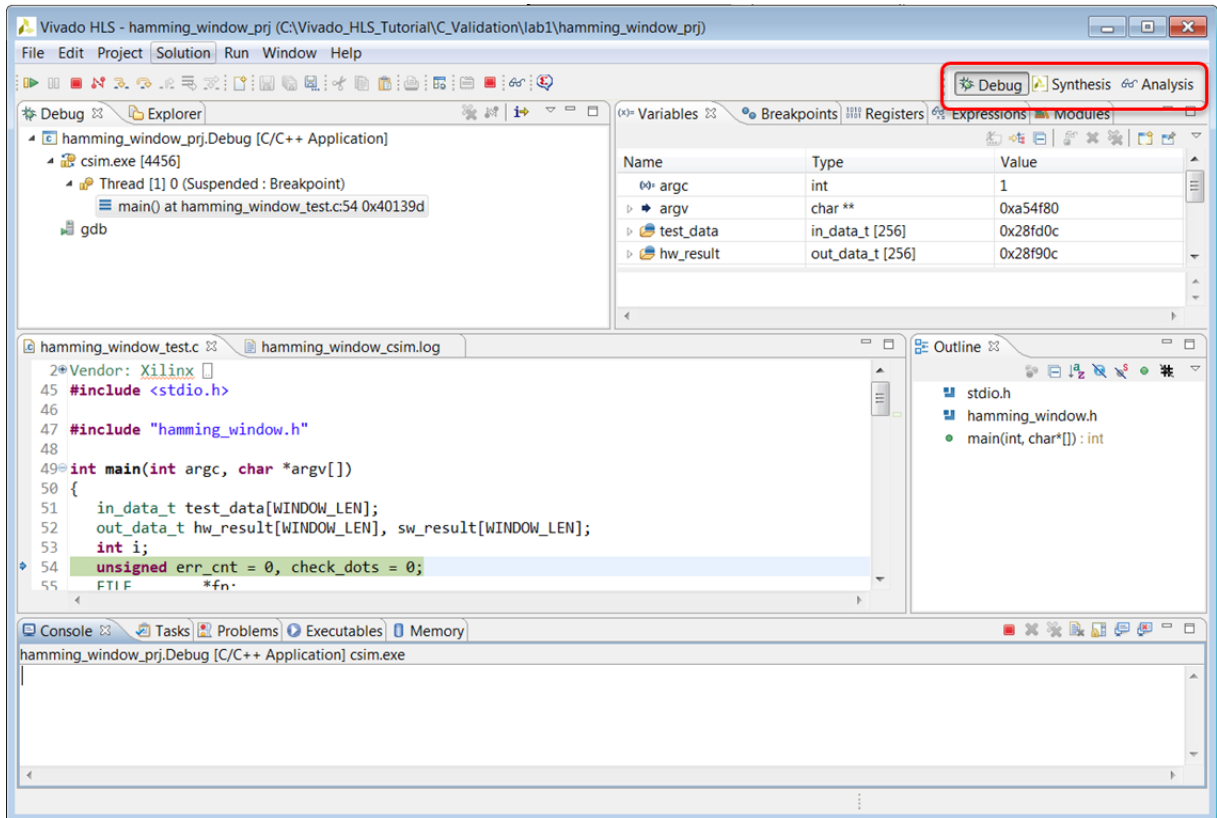 Vivado HLS - hamming_window_prj (C:\Vivado_HLS_Tutorial\C_Validation\lab1\hamming_window_prj)
File Edit Project Solution Run Window Help
Debug Synthesis Analysis
Debug Explorer
hamming_window_prj.Debug [C/C++ Application]
csim.exe [4456]
Thread [1] 0 (Suspended : Breakpoint)
main() at hamming_window_test.c:54 0x40139d
gdb
(x)= Variables Breakpoints Registers Expressions Modules
Name Type Value
(x)= argc int 1
argv char ** 0xa54f80
test_data in_data_t [256] 0x28fd0c
hw_result out_data_t [256] 0x28f90c
hamming_window_test.c hamming_window_csim.log
2 Vendor: Xilinx
45 #include <stdio.h>
46
47 #include "hamming_window.h"
48
49 int main(int argc, char *argv[])
50 {
51 in_data_t test_data[WINDOW_LEN];
52 out_data_t hw_result[WINDOW_LEN], sw_result[WINDOW_LEN];
53 int i;
54 unsigned err_cnt = 0, check_dots = 0;
55 FILE *fp;
Outline
stdio.h
hamming_window.h
main(int, char*[]) : int
Console Tasks Problems Executables Memory
hamming_window_prj.Debug [C/C++ Application] csim.exe